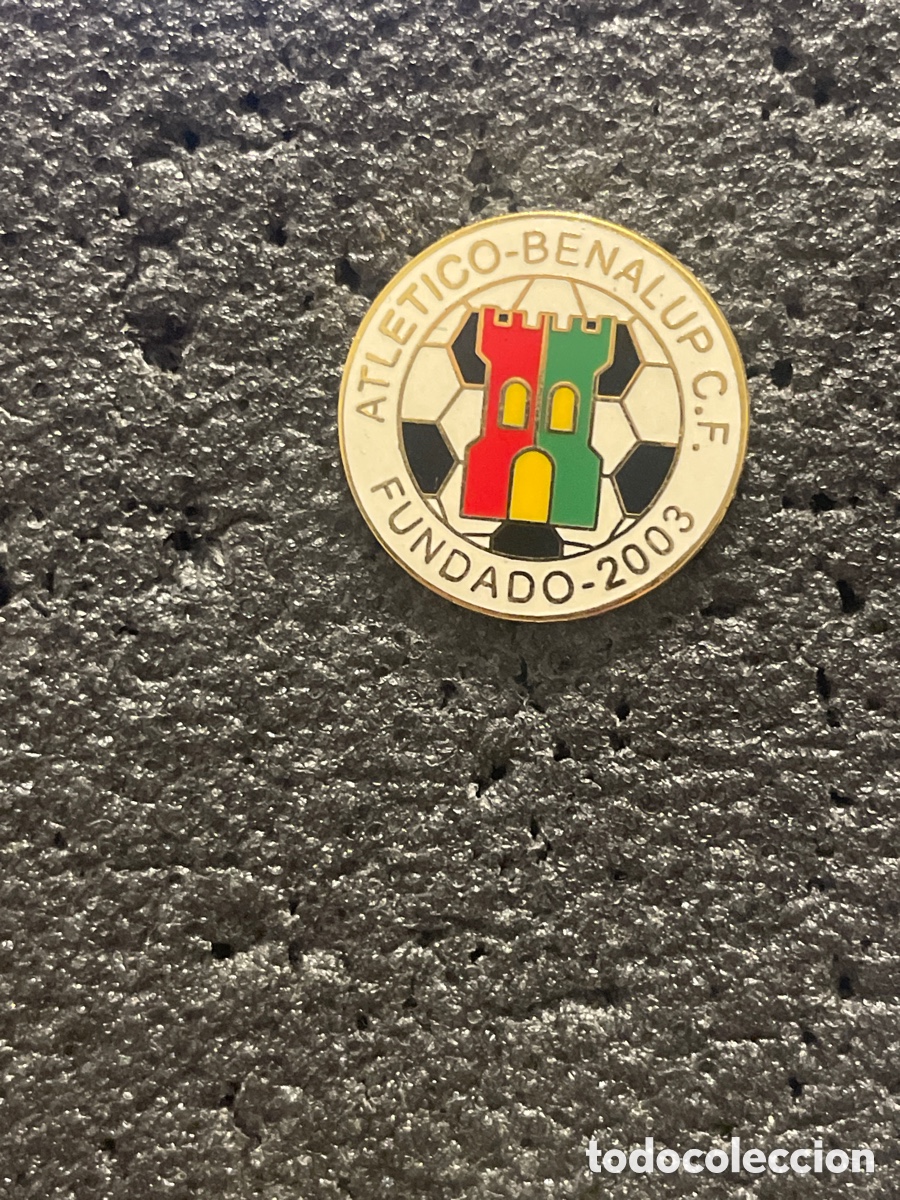 ATLETICO-BENALUP C.F.
FUNDADO-2003
todocoleccion